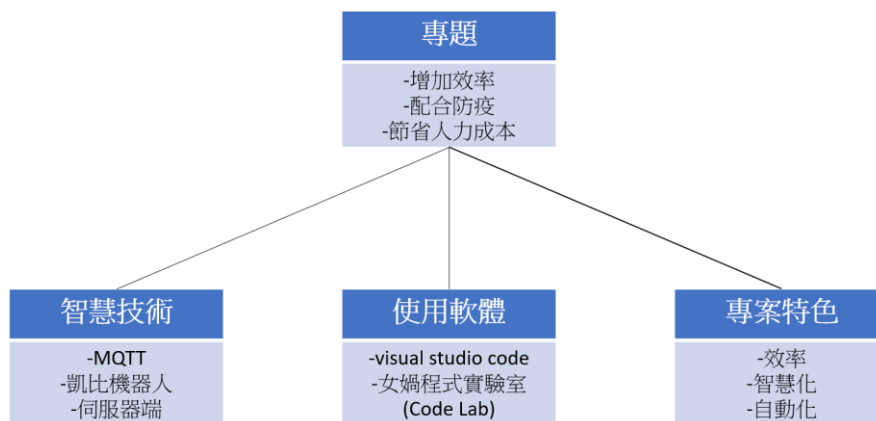 專題
-增加效率
-配合防疫
-節省人力成本
智慧技術
-MQTT
-凱比機器人
-伺服器端
使用軟體
-visual studio code
-女媧程式實驗室
(Code Lab)
專案特色
-效率
-智慧化
-自動化